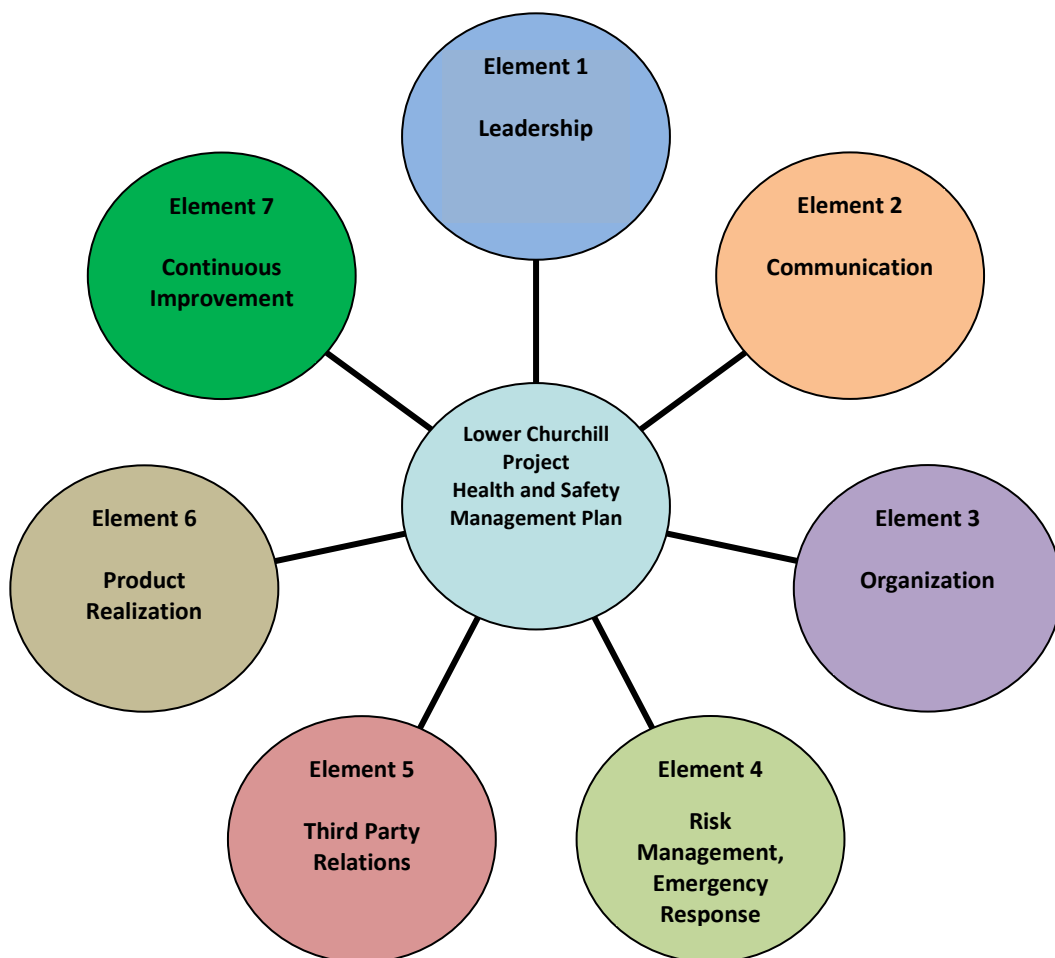 Element 1
Leadership
Element 2
Communication
Element 3
Organization
Element 4
Risk
Management,
Emergency
Response
Element 5
Third Party
Relations
Element 6
Product
Realization
Element 7
Continuous
Improvement
Lower Churchill
Project
Health and Safety
Management Plan